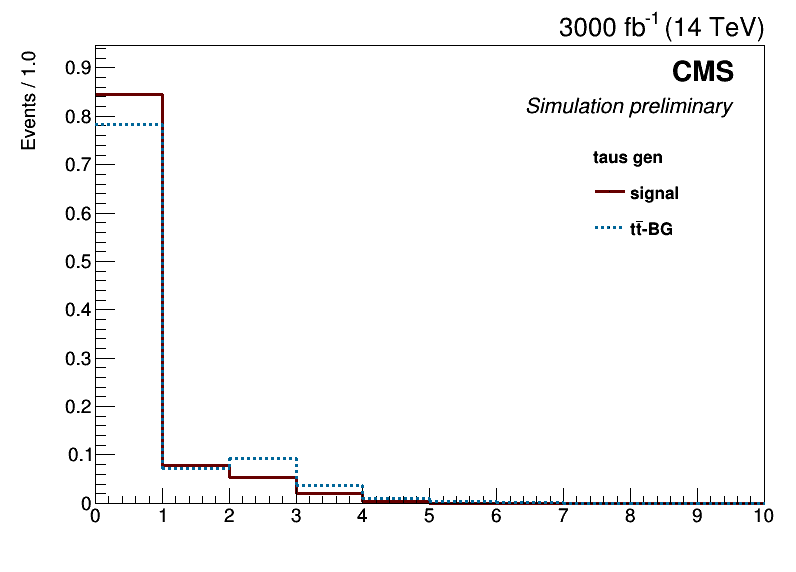 3000 fb⁻¹ (14 TeV)
Events / 1.0
CMS
Simulation preliminary
taus gen
signal
tt̅-BG
0.9
0.8
0.7
0.6
0.5
0.4
0.3
0.2
0.1
0
0 1 2 3 4 5 6 7 8 9 10